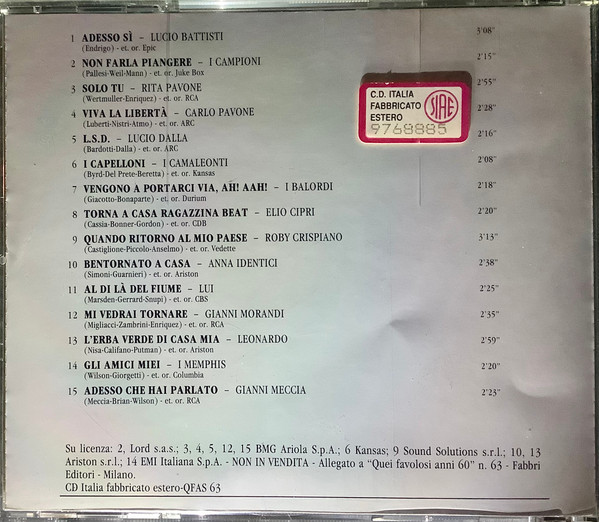 1 ADESSO SÌ – LUCIO BATTISTI 3'08"
(Endrigo) - et. or. Epic
2 NON FARLA PIANGERE – I CAMPIONI 2'15"
(Pallesi-Weil-Mann) - et. or. Juke Box
3 SOLO TU – RITA PAVONE 2'55"
(Wertmuller-Enriquez) - et. or. RCA
4 VIVA LA LIBERTÀ – CARLO PAVONE 2'28"
(Luberti-Nistri-Atmo) - et. or. ARC
5 L.S.D. – LUCIO DALLA 2'16"
(Bardotti-Dalla) - et. or. ARC
6 I CAPELLONI – I CAMALEONTI 2'08"
(Byrd-Del Prete-Beretta) - et. or. Kansas
7 VENGONO A PORTARCI VIA, AH! AAH! – I BALORDI 2'18"
(Giacotto-Bonaparte) - et. or. Durium
8 TORNA A CASA RAGAZZINA BEAT – ELIO CIPRI 2'20"
(Cassia-Bonner-Gordon) - et. or. CDB
9 QUANDO RITORNO AL MIO PAESE – ROBY CRISPIANO 3'13"
(Castiglione-Piccolo-Anselmo) - et. or. Vedette
10 BENTORNATO A CASA – ANNA IDENTICI 2'38"
(Simoni-Guarnieri) - et. or. Ariston
11 AL DI LÀ DEL FIUME – LUI 2'25"
(Marsden-Gerrard-Snupi) - et. or. CBS
12 MI VEDRAI TORNARE – GIANNI MORANDI 2'35"
(Migliacci-Zambrini-Enriquez) - et. or. RCA
13 L'ERBA VERDE DI CASA MIA – LEONARDO 2'59"
(Nisa-Califano-Putman) - et. or. Ariston
14 GLI AMICI MIEI – I MEMPHIS 2'20"
(Wilson-Giorgetti) - et. or. Columbia
15 ADESSO CHE HAI PARLATO – GIANNI MECCIA 2'23"
(Meccia-Brian-Wilson) - et. or. RCA
C.D. ITALIA
FABBRICATO
ESTERO
9768885
SIAE
Su licenza: 2, Lord s.a.s.; 3, 4, 5, 12, 15 BMG Ariola S.p.A.; 6 Kansas; 9 Sound Solutions s.r.l.; 10, 13
Ariston s.r.l.; 14 EMI Italiana S.p.A. - NON IN VENDITA - Allegato a “Quei favolosi anni 60” n. 63 - Fabbri
Editori - Milano.
CD Italia fabbricato estero-QFAS 63